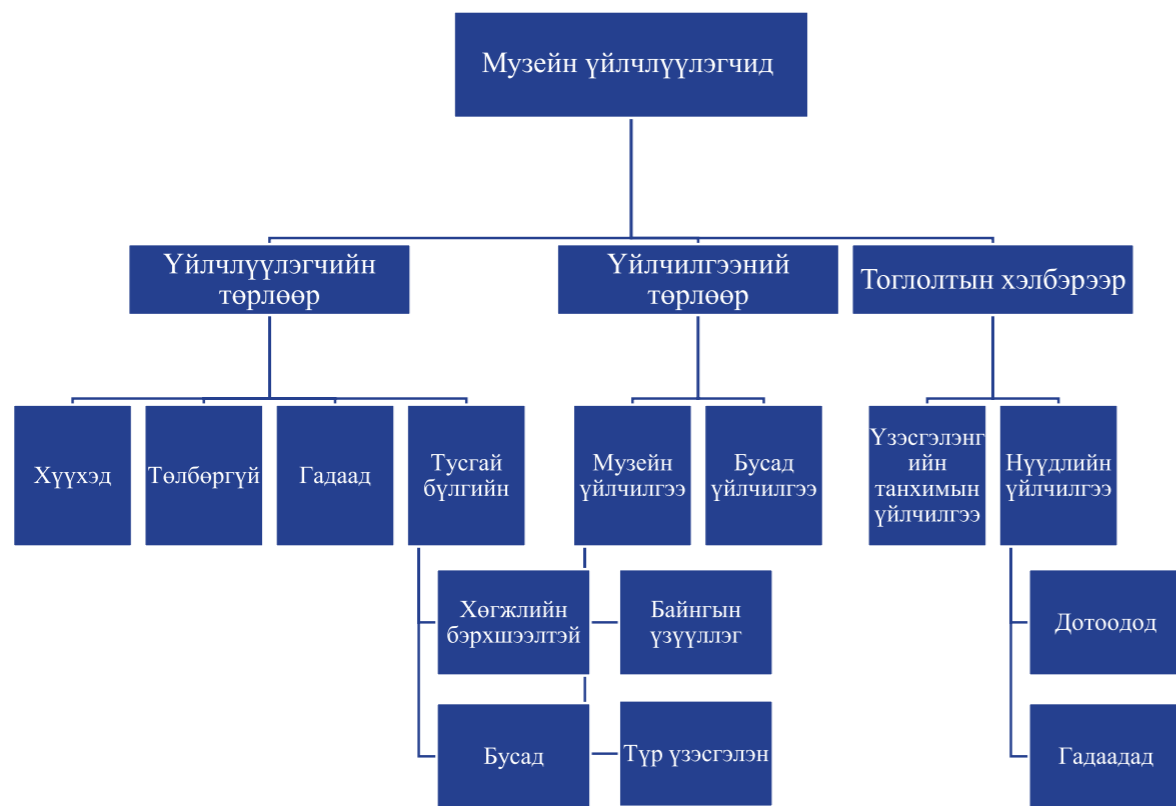 Музейн үйлчлүүлэгчид
Үйлчлүүлэгчийн
төрлөөр
Үйлчилгээний
төрлөөр
Тоглолтын хэлбэрээр
Хүүхэд
Төлбөргүй
Гадаад
Тусгай
бүлгийн
Музейн
үйлчилгээ
Бусад
үйлчилгээ
Үзэсгэлэнг
ийн
танхимын
үйлчилгээ
Нүүдлийн
үйлчилгээ
Хөгжлийн
бэрхшээлтэй
Байнгын
үзүүллэг
Дотоодод
Бусад
Түр үзэсгэлэн
Гадаадад